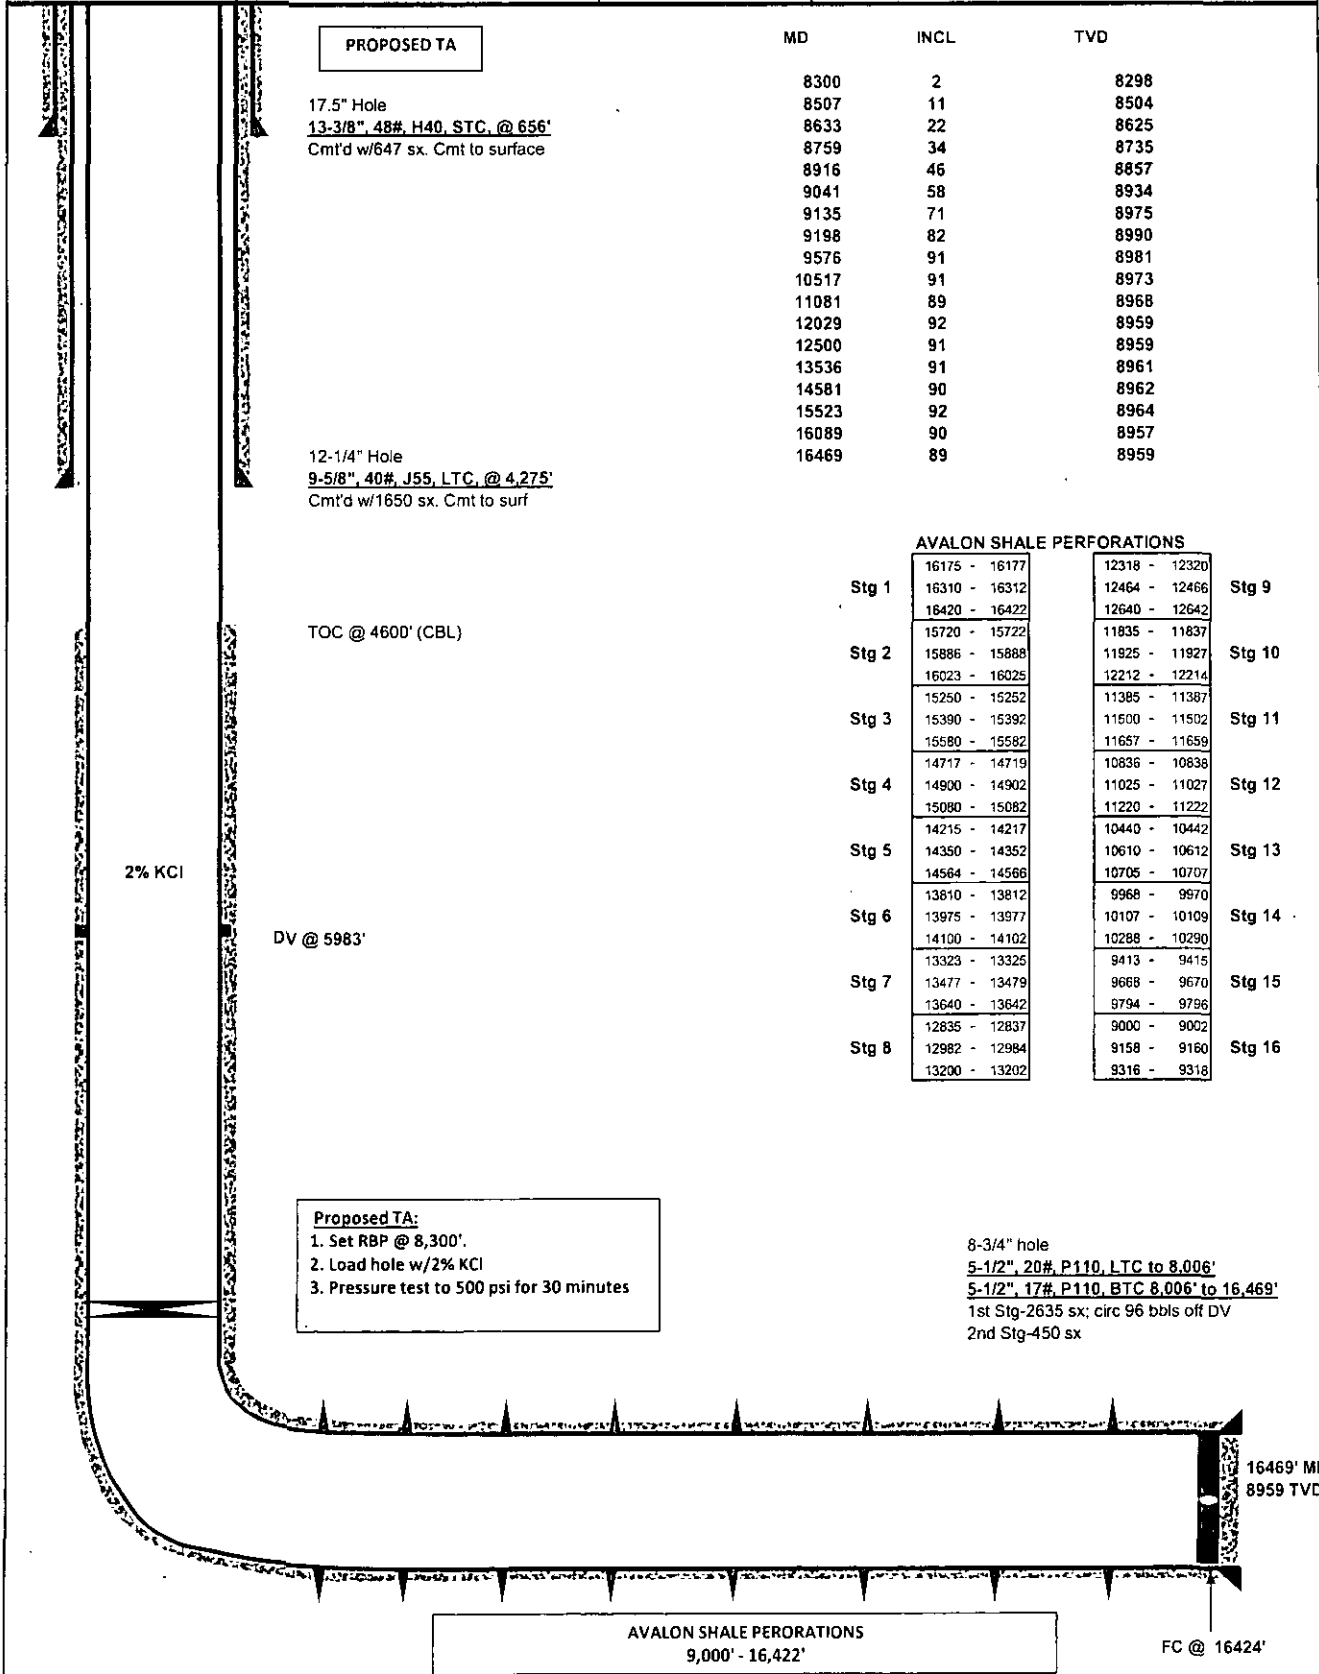 PROPOSED TA
17.5" Hole
13-3/8", 48#, H40, STC, @ 656'
Cmt'd w/647 sx. Cmt to surface
MD INCL TVD
8300 2 8298
8507 11 8504
8633 22 8625
8759 34 8735
8916 46 8857
9041 58 8934
9135 71 8975
9198 82 8990
9576 91 8981
10517 91 8973
11081 89 8968
12029 92 8959
12500 91 8959
13536 91 8961
14581 90 8962
15523 92 8964
16089 90 8957
16469 89 8959
12-1/4" Hole
9-5/8", 40#, J55, LTC, @ 4,275'
Cmt'd w/1650 sx. Cmt to surf
AVALON SHALE PERFORATIONS
16175 - 16177 12318 - 12320
Stg 1 16310 - 16312 12464 - 12466 Stg 9
16420 - 16422 12640 - 12642
15720 - 15722 11835 - 11837
Stg 2 15886 - 15888 11925 - 11927 Stg 10
16023 - 16025 12212 - 12214
15250 - 15252 11385 - 11387
Stg 3 15390 - 15392 11500 - 11502 Stg 11
15580 - 15582 11657 - 11659
14717 - 14719 10836 - 10838
Stg 4 14900 - 14902 11025 - 11027 Stg 12
15080 - 15082 11220 - 11222
14215 - 14217 10440 - 10442
Stg 5 14350 - 14352 10610 - 10612 Stg 13
14564 - 14566 10705 - 10707
13810 - 13812 9968 - 9970
Stg 6 13975 - 13977 10107 - 10109 Stg 14
14100 - 14102 10288 - 10290
13323 - 13325 9413 - 9415
Stg 7 13477 - 13479 9668 - 9670 Stg 15
13640 - 13642 9794 - 9796
12835 - 12837 9000 - 9002
Stg 8 12982 - 12984 9158 - 9160 Stg 16
13200 - 13202 9316 - 9318
TOC @ 4600' (CBL)
2% KCl
DV @ 5983'
Proposed TA:
1. Set RBP @ 8,300'.
2. Load hole w/2% KCl
3. Pressure test to 500 psi for 30 minutes
8-3/4" hole
5-1/2", 20#, P110, LTC to 8,006'
5-1/2", 17#, P110, BTC 8,006' to 16,469'
1st Stg-2635 sx; circ 96 bbls off DV
2nd Stg-450 sx
16469' M
8959 TVD
AVALON SHALE PERORATIONS
9,000' - 16,422'
FC @ 16424'